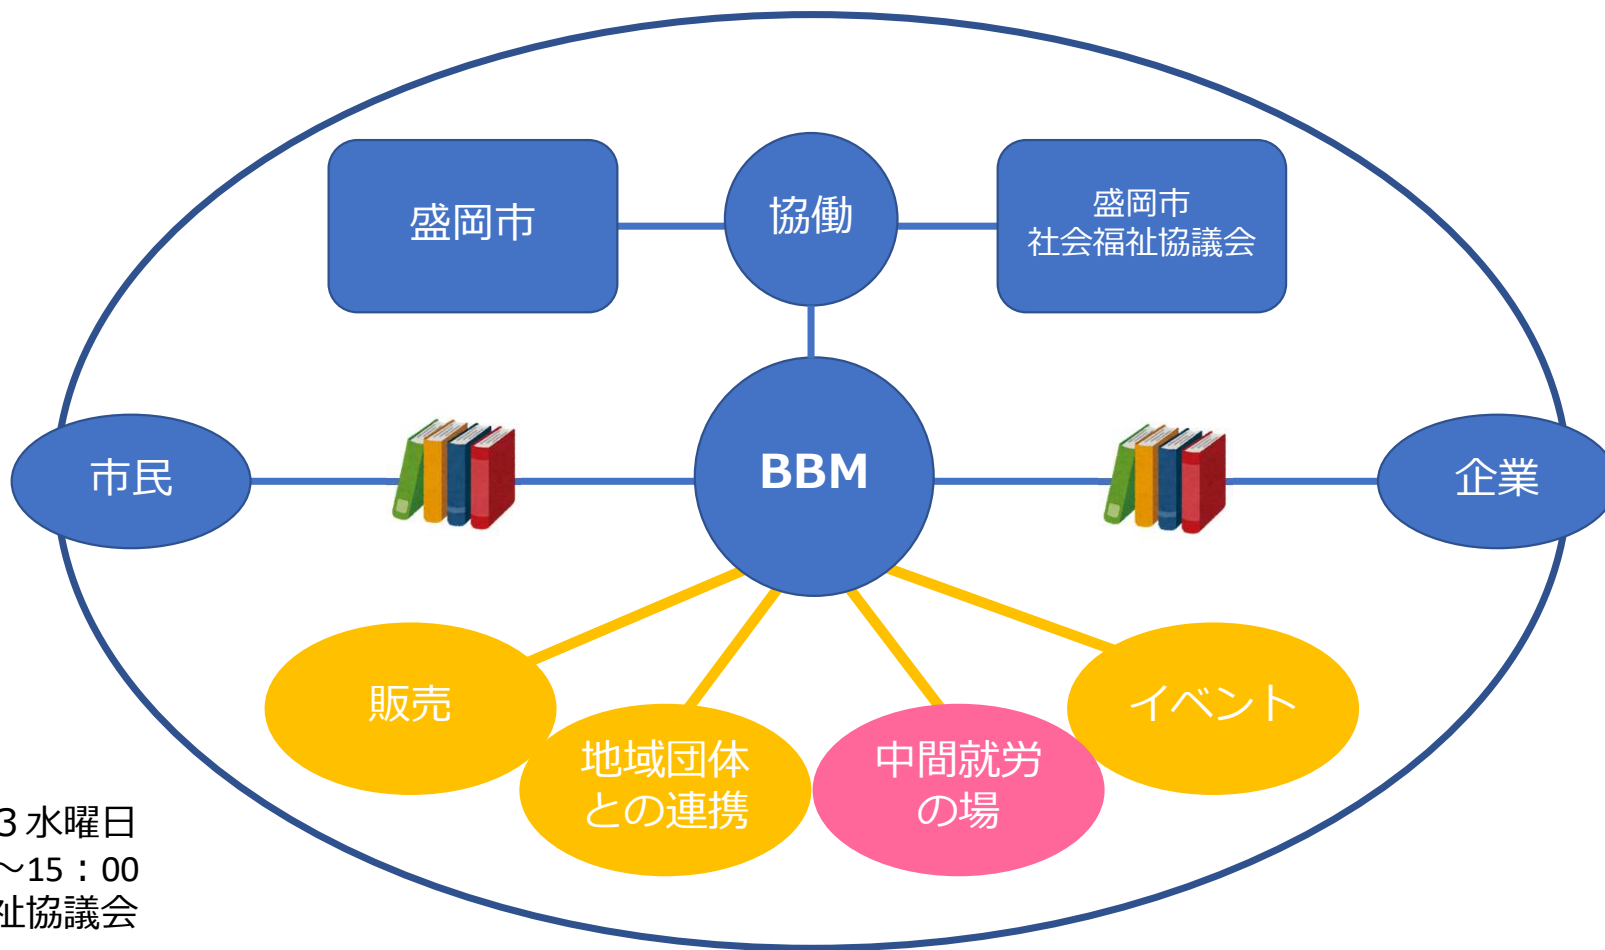 盛岡市
協働
盛岡市
社会福祉協議会
市民
BBM
企業
販売
地域団体
との連携
中間就労
の場
イベント
3水曜日
～15：00
祉協議会